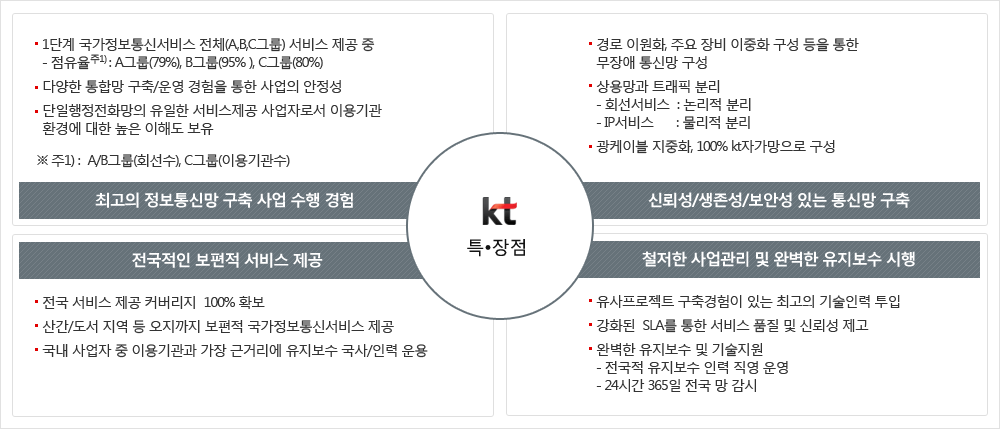 1단계 국가정보통신서비스 전체(A,B,C그룹) 서비스 제공 중
- 점유율주1) : A그룹(79%), B그룹(95% ), C그룹(80%)
다양한 통합망 구축/운영 경험을 통한 사업의 안정성
단일행정전화망의 유일한 서비스제공 사업자로서 이용기관
환경에 대한 높은 이해도 보유
※ 주1) : A/B그룹(회선수), C그룹(이용기관수)
최고의 정보통신망 구축 사업 수행 경험
경로 이원화, 주요 장비 이중화 구성 등을 통한
무장애 통신망 구성
상용망과 트래픽 분리
- 회선서비스 : 논리적 분리
- IP서비스 : 물리적 분리
광케이블 지중화, 100% kt자가망으로 구성
신뢰성/생존성/보안성 있는 통신망 구축
kt
특•장점
전국적인 보편적 서비스 제공
전국 서비스 제공 커버리지 100% 확보
산간/도서 지역 등 오지까지 보편적 국가정보통신서비스 제공
국내 사업자 중 이용기관과 가장 근거리에 유지보수 국사/인력 운용
철저한 사업관리 및 완벽한 유지보수 시행
유사프로젝트 구축경험이 있는 최고의 기술인력 투입
강화된 SLA를 통한 서비스 품질 및 신뢰성 제고
완벽한 유지보수 및 기술지원
- 전국적 유지보수 인력 직영 운영
- 24시간 365일 전국 망 감시